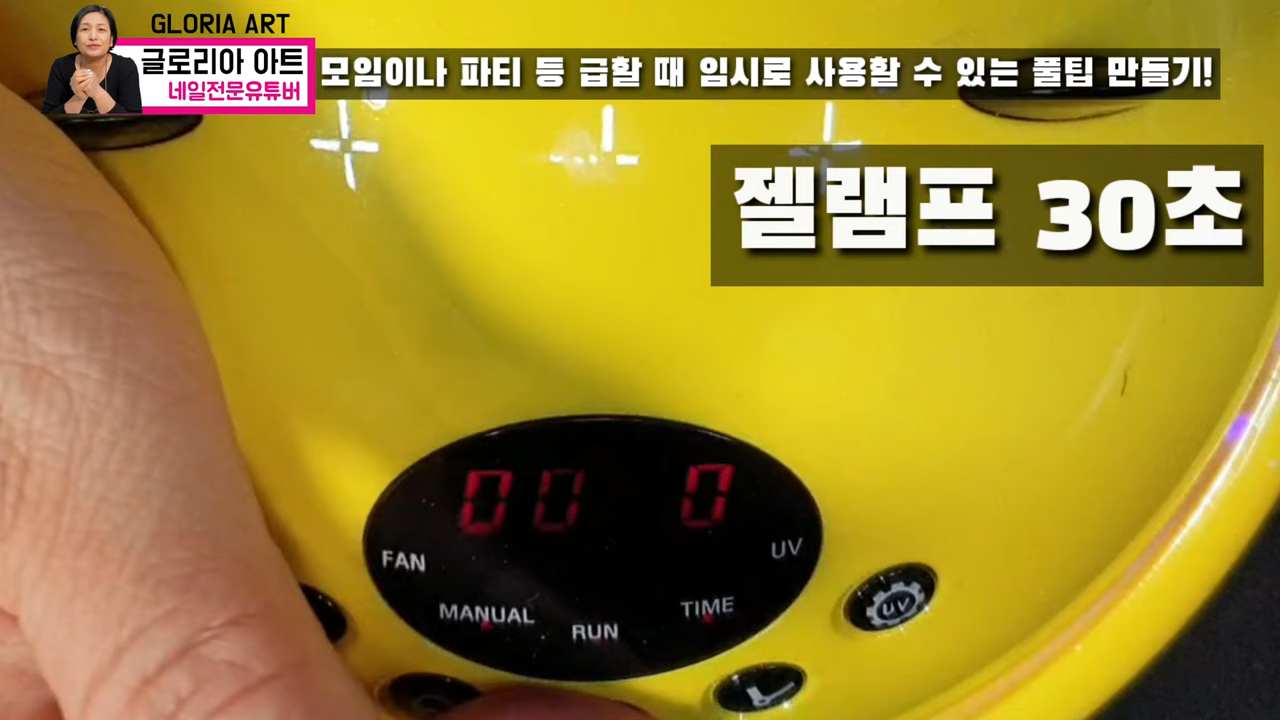 GLORIA ART
글로리아 아트
네일전문유튜버
모임이나 파티 등 급할 때 임시로 사용할 수 있는 풀팁 만들기!
젤램프 30초
00 0
FAN UV
MANUAL RUN TIME
UV